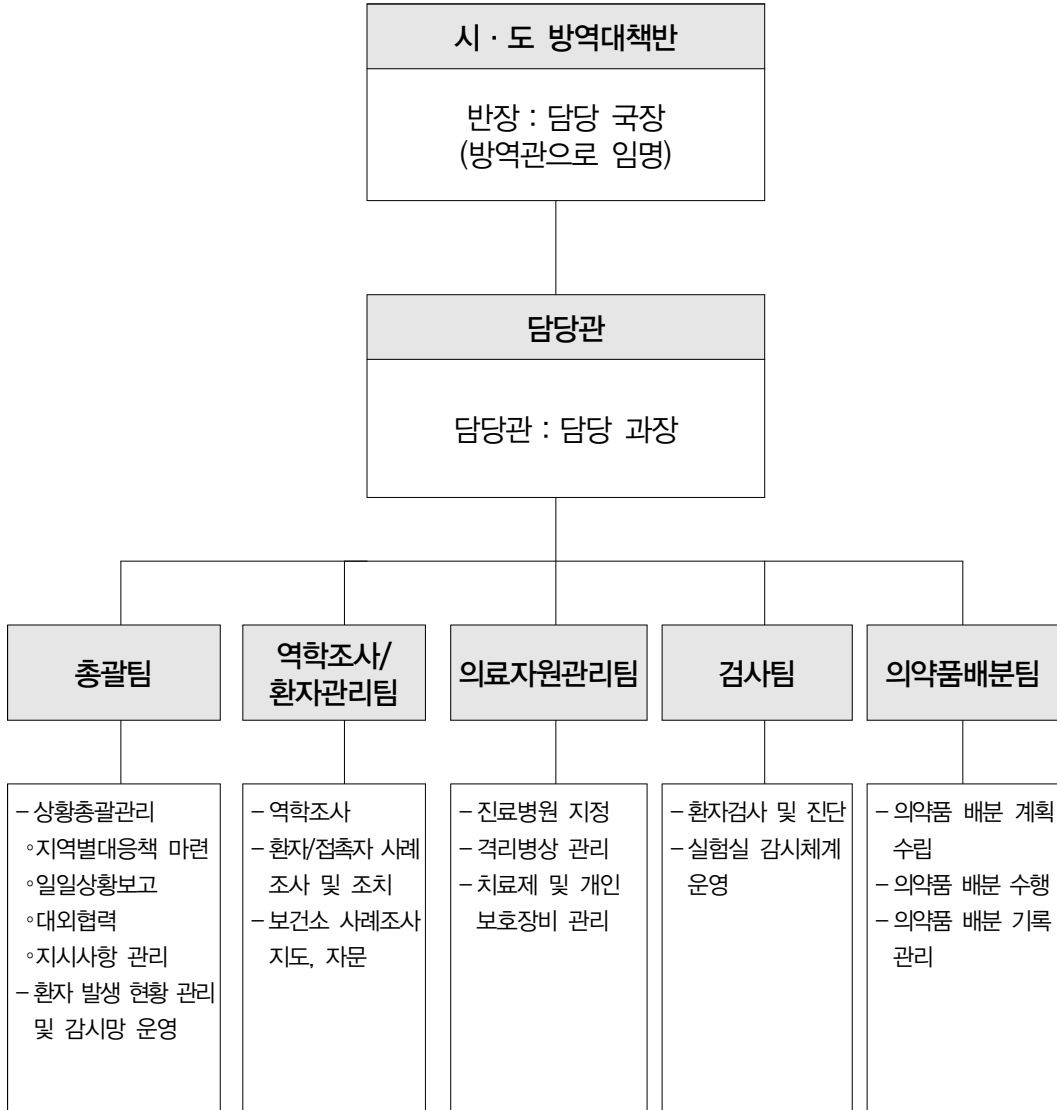 시 · 도 방역대책반
반장 : 담당 국장
(방역관으로 임명)
담당관
담당관 : 담당 과장
총괄팀
역학조사/
환자관리팀
의료자원관리팀
검사팀
의약품배분팀
– 상황총괄관리
◦지역별대응책 마련
◦일일상황보고
◦대외협력
◦지시사항 관리
– 환자 발생 현황 관리
및 감시망 운영
– 역학조사
– 환자/접촉자 사례
조사 및 조치
– 보건소 사례조사
지도, 자문
– 진료병원 지정
– 격리병상 관리
– 치료제 및 개인
보호장비 관리
– 환자검사 및 진단
– 실험실 감시체계
운영
– 의약품 배분 계획
수립
– 의약품 배분 수행
– 의약품 배분 기록
관리